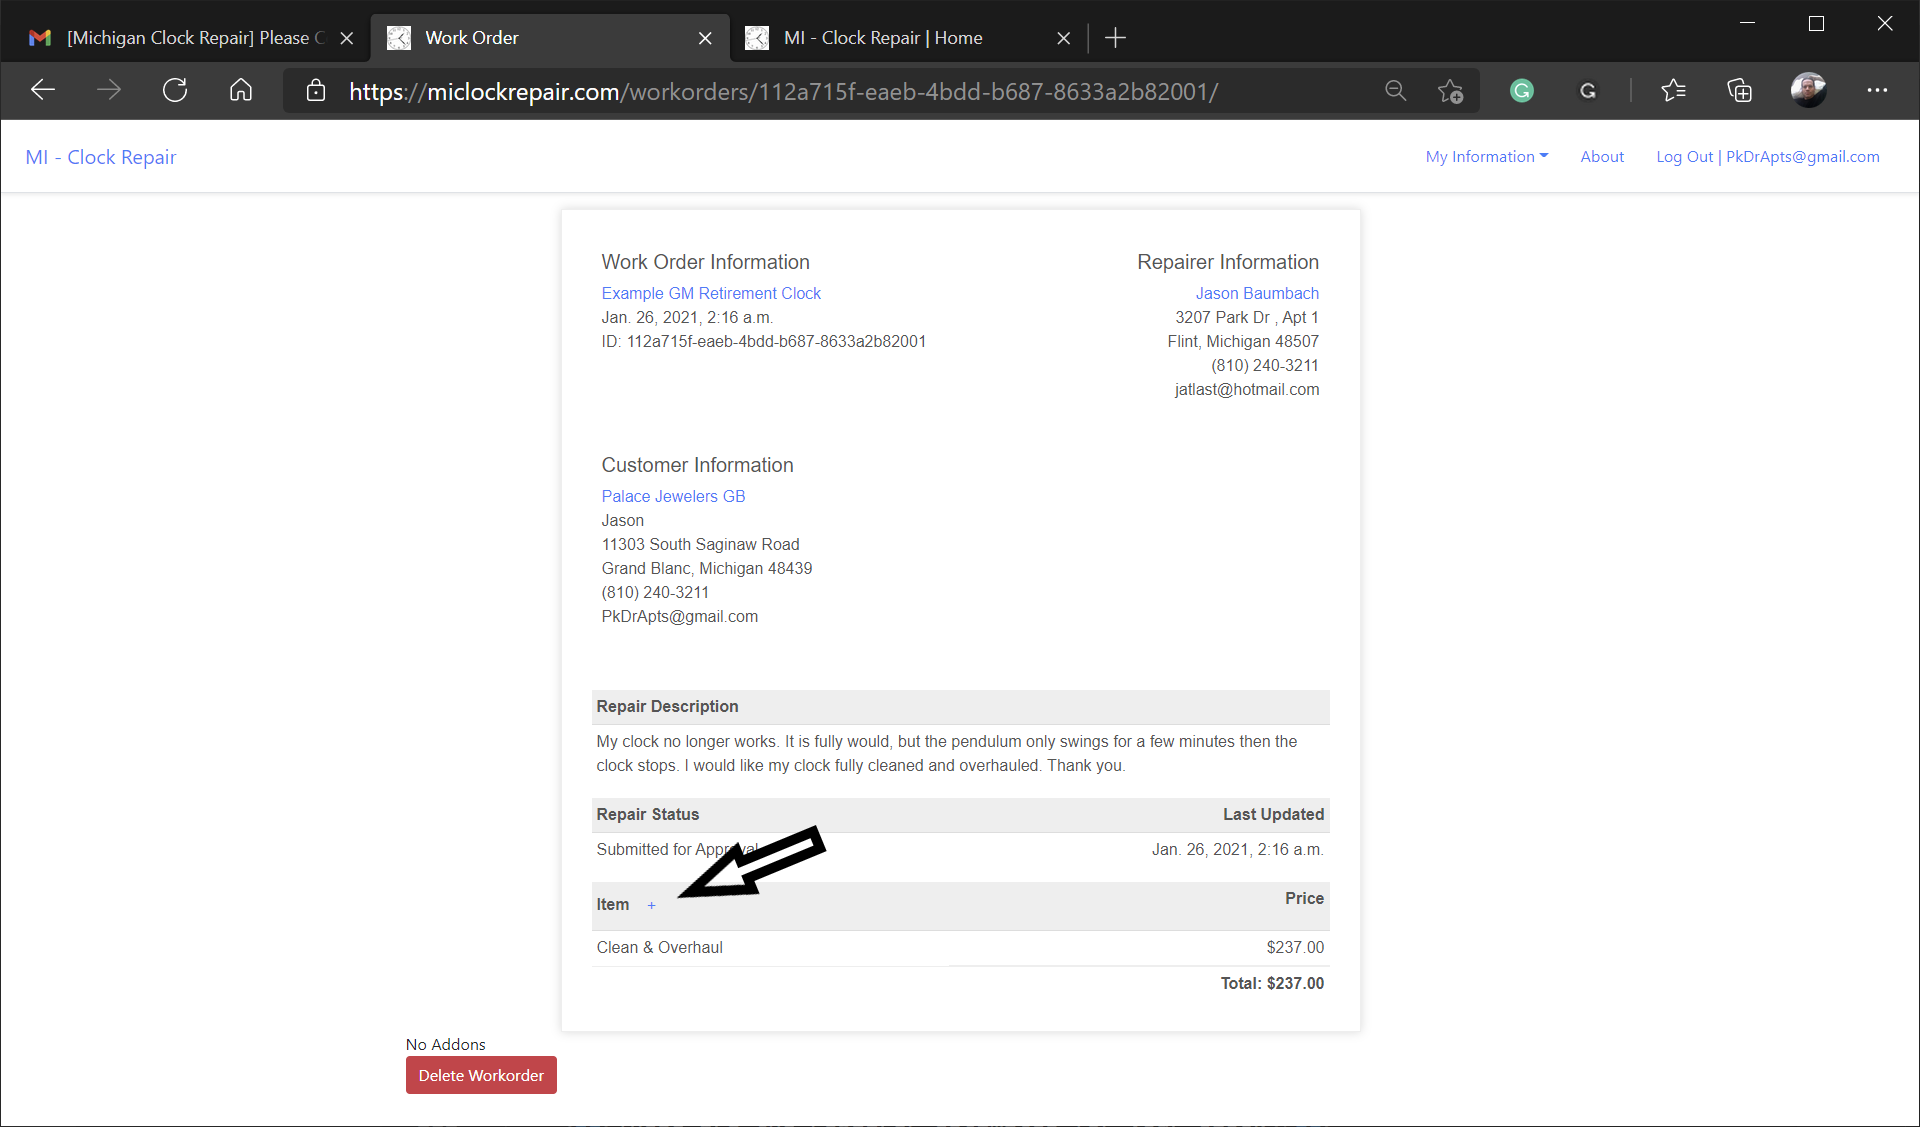 [Michigan Clock Repair] Please C
Work Order
MI - Clock Repair | Home
https://miclockrepair.com/workorders/112a715f-eaeb-4bdd-b687-8633a2b82001/
MI - Clock Repair
My Information
About
Log Out | PkDrApts@gmail.com
Work Order Information
Example GM Retirement Clock
Jan. 26, 2021, 2:16 a.m.
ID: 112a715f-eaeb-4bdd-b687-8633a2b82001
Repairer Information
Jason Baumbach
3207 Park Dr , Apt 1
Flint, Michigan 48507
(810) 240-3211
jatlast@hotmail.com
Customer Information
Palace Jewelers GB
Jason
11303 South Saginaw Road
Grand Blanc, Michigan 48439
(810) 240-3211
PkDrApts@gmail.com
Repair Description
My clock no longer works. It is fully would, but the pendulum only swings for a few minutes then the
clock stops. I would like my clock fully cleaned and overhauled. Thank you.
Repair Status Last Updated
Submitted for Approval Jan. 26, 2021, 2:16 a.m.
Item + Price
Clean & Overhaul $237.00
Total: $237.00
No Addons
Delete Workorder